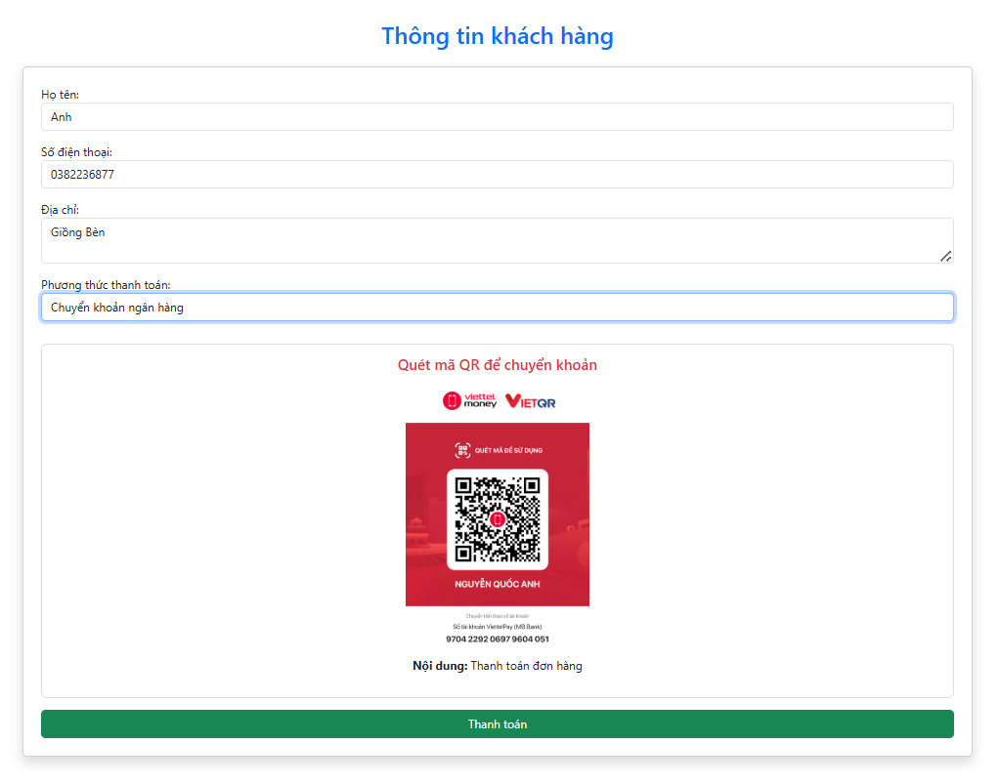 Thông tin khách hàng
Họ tên:
Anh
Số điện thoại:
0382236877
Địa chỉ:
Giồng Bèn
Phương thức thanh toán:
Chuyển khoản ngân hàng
Quét mã QR để chuyển khoản
viettel money VIETQR
QUÉT MÃ ĐỂ SỬ DỤNG
NGUYỄN QUỐC ANH
Chuyển tiền theo số tài khoản
Số tài khoản ViettelPay (MB Bank)
9704 2292 0697 9604 051
Nội dung: Thanh toán đơn hàng
Thanh toán